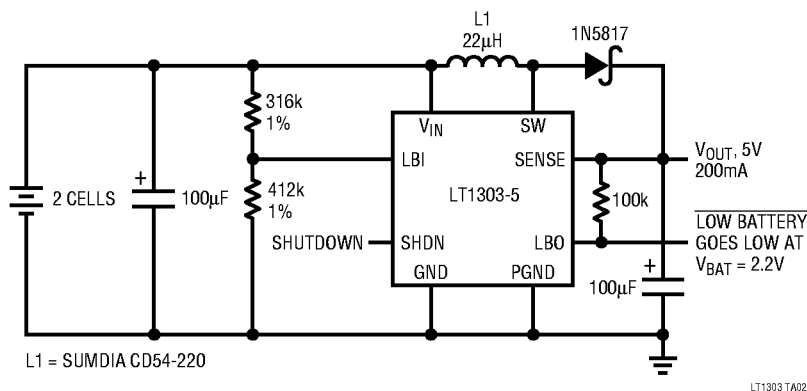 L1
22μH
1N5817
316k
1%
VIN
SW
LBI
SENSE
VOUT, 5V
200mA
2 CELLS
+
100μF
412k
1%
LT1303-5
100k
LOW BATTERY
GOES LOW AT
VBAT = 2.2V
SHUTDOWN
SHDN
LBO
GND
PGND
+
100μF
L1 = SUMDIA CD54-220
LT1303 TA02